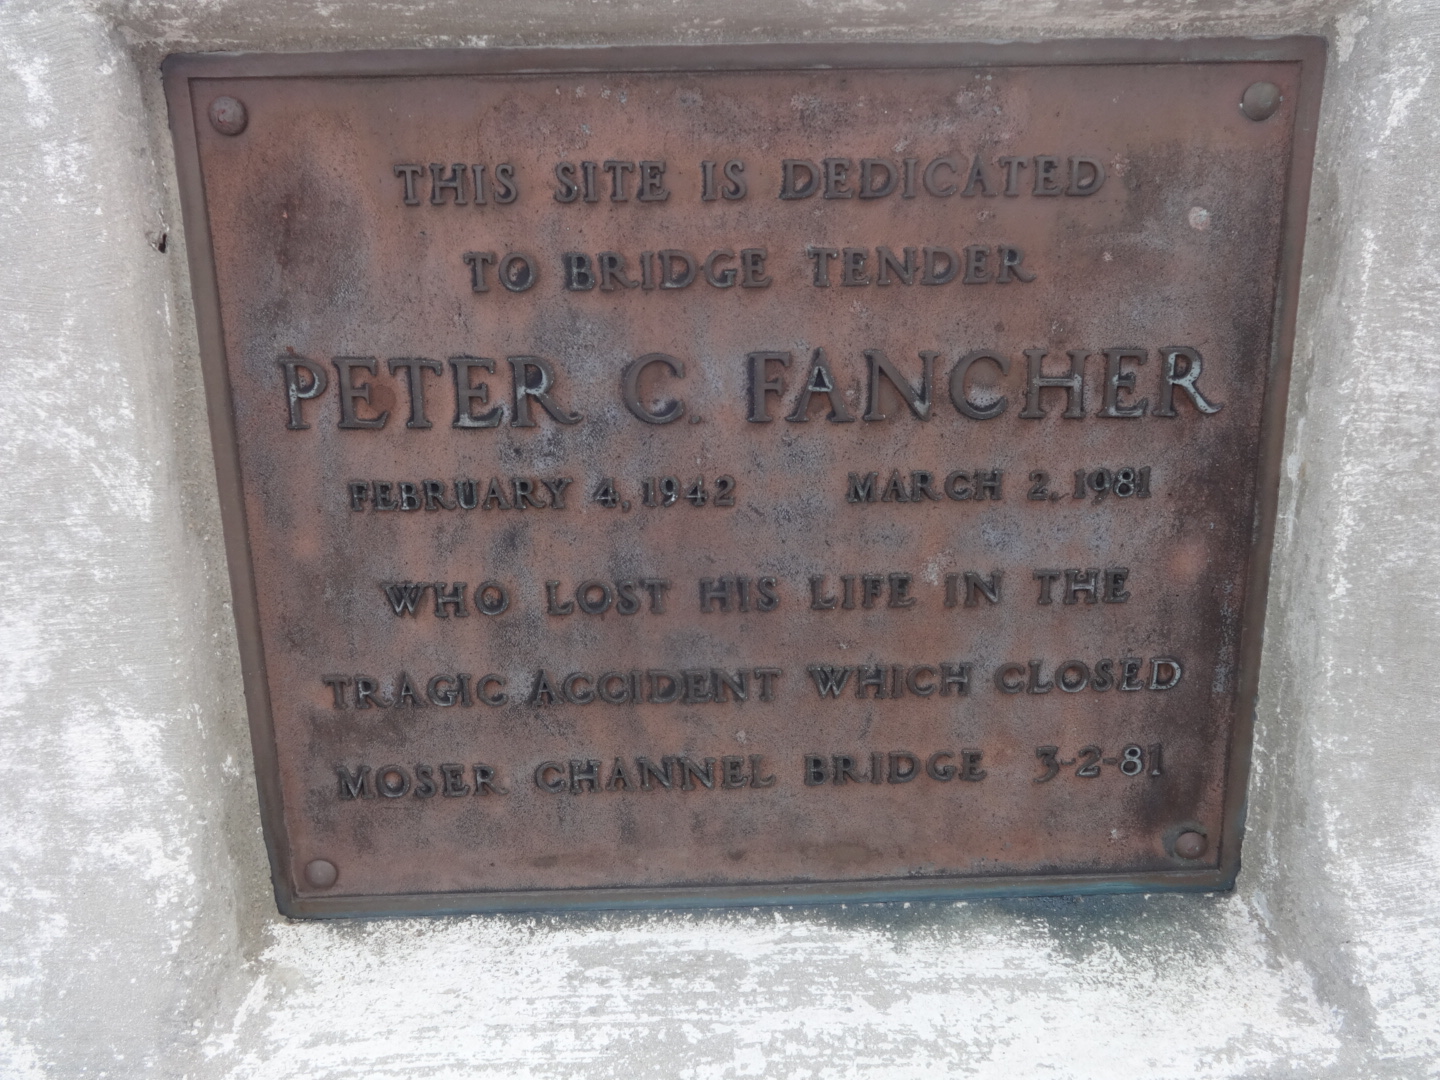 THIS SITE IS DEDICATED
TO BRIDGE TENDER
PETER C. FANCHER
FEBRUARY 4, 1942 MARCH 2, 1981
WHO LOST HIS LIFE IN THE
TRAGIC ACCIDENT WHICH CLOSED
MOSER CHANNEL BRIDGE 3-2-81